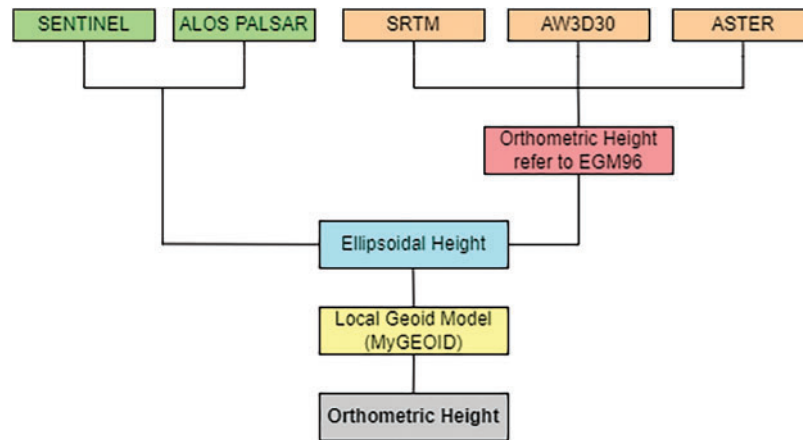 SENTINEL
ALOS PALSAR
SRTM
AW3D30
ASTER
Orthometric Height
refer to EGM96
Ellipsoidal Height
Local Geoid Model
(MyGEOID)
Orthometric Height